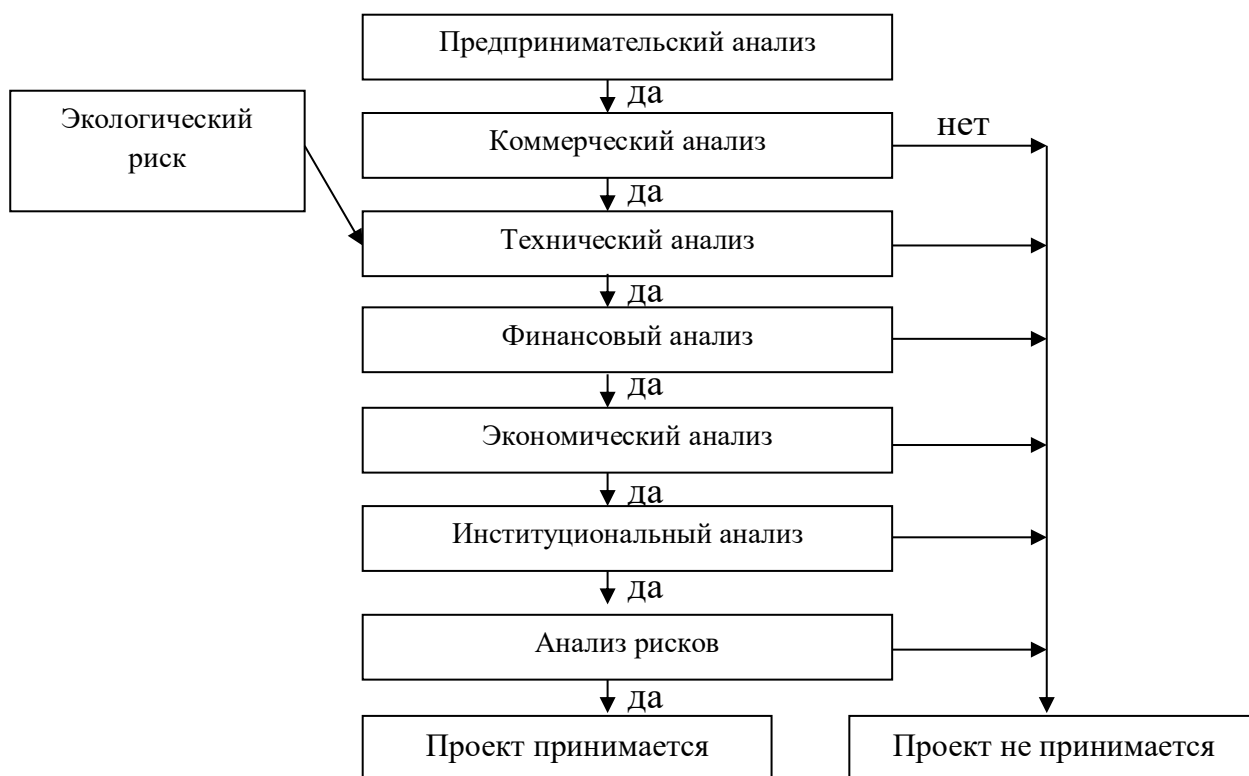 Предпринимательский анализ
да
Экологический
риск
Коммерческий анализ
нет
да
Технический анализ
да
Финансовый анализ
да
Экономический анализ
да
Институциональный анализ
да
Анализ рисков
да
Проект принимается
Проект не принимается